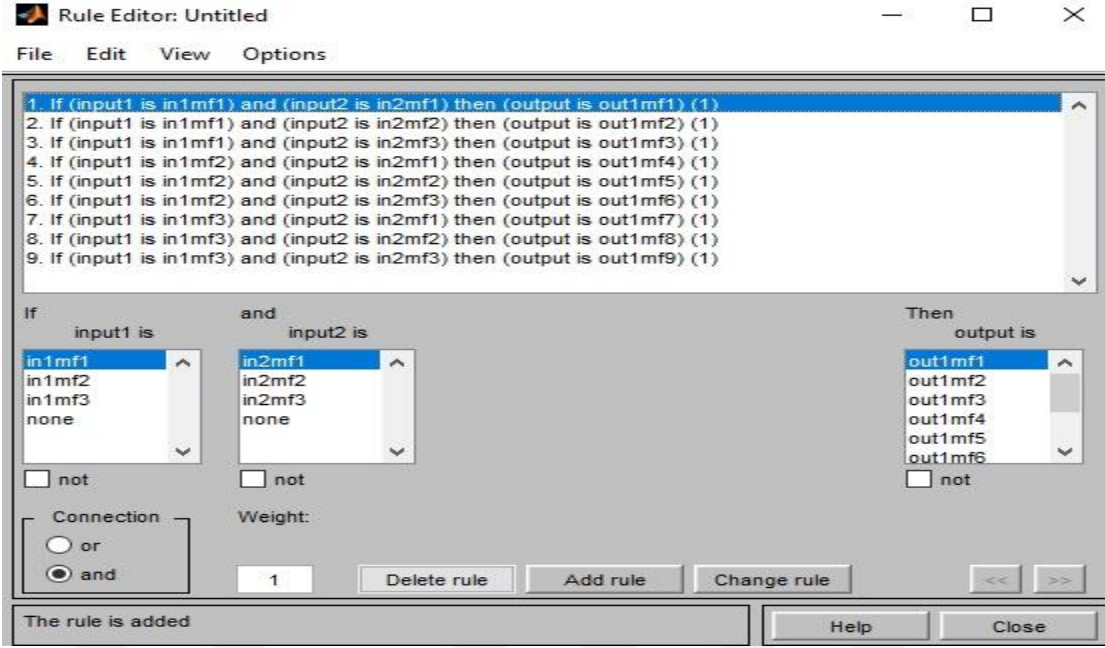 Rule Editor: Untitled
File Edit View Options
1. If (input1 is in1mf1) and (input2 is in2mf1) then (output is out1mf1) (1)
2. If (input1 is in1mf1) and (input2 is in2mf2) then (output is out1mf2) (1)
3. If (input1 is in1mf1) and (input2 is in2mf3) then (output is out1mf3) (1)
4. If (input1 is in1mf2) and (input2 is in2mf1) then (output is out1mf4) (1)
5. If (input1 is in1mf2) and (input2 is in2mf2) then (output is out1mf5) (1)
6. If (input1 is in1mf2) and (input2 is in2mf3) then (output is out1mf6) (1)
7. If (input1 is in1mf3) and (input2 is in2mf1) then (output is out1mf7) (1)
8. If (input1 is in1mf3) and (input2 is in2mf2) then (output is out1mf8) (1)
9. If (input1 is in1mf3) and (input2 is in2mf3) then (output is out1mf9) (1)
If and Then
input1 is input2 is output is
in1mf1 in2mf1 out1mf1
in1mf2 in2mf2 out1mf2
in1mf3 in2mf3 out1mf3
none none out1mf4
out1mf5
out1mf6
not not not
Connection Weight:
or
and 1 Delete rule Add rule Change rule << >>
The rule is added Help Close